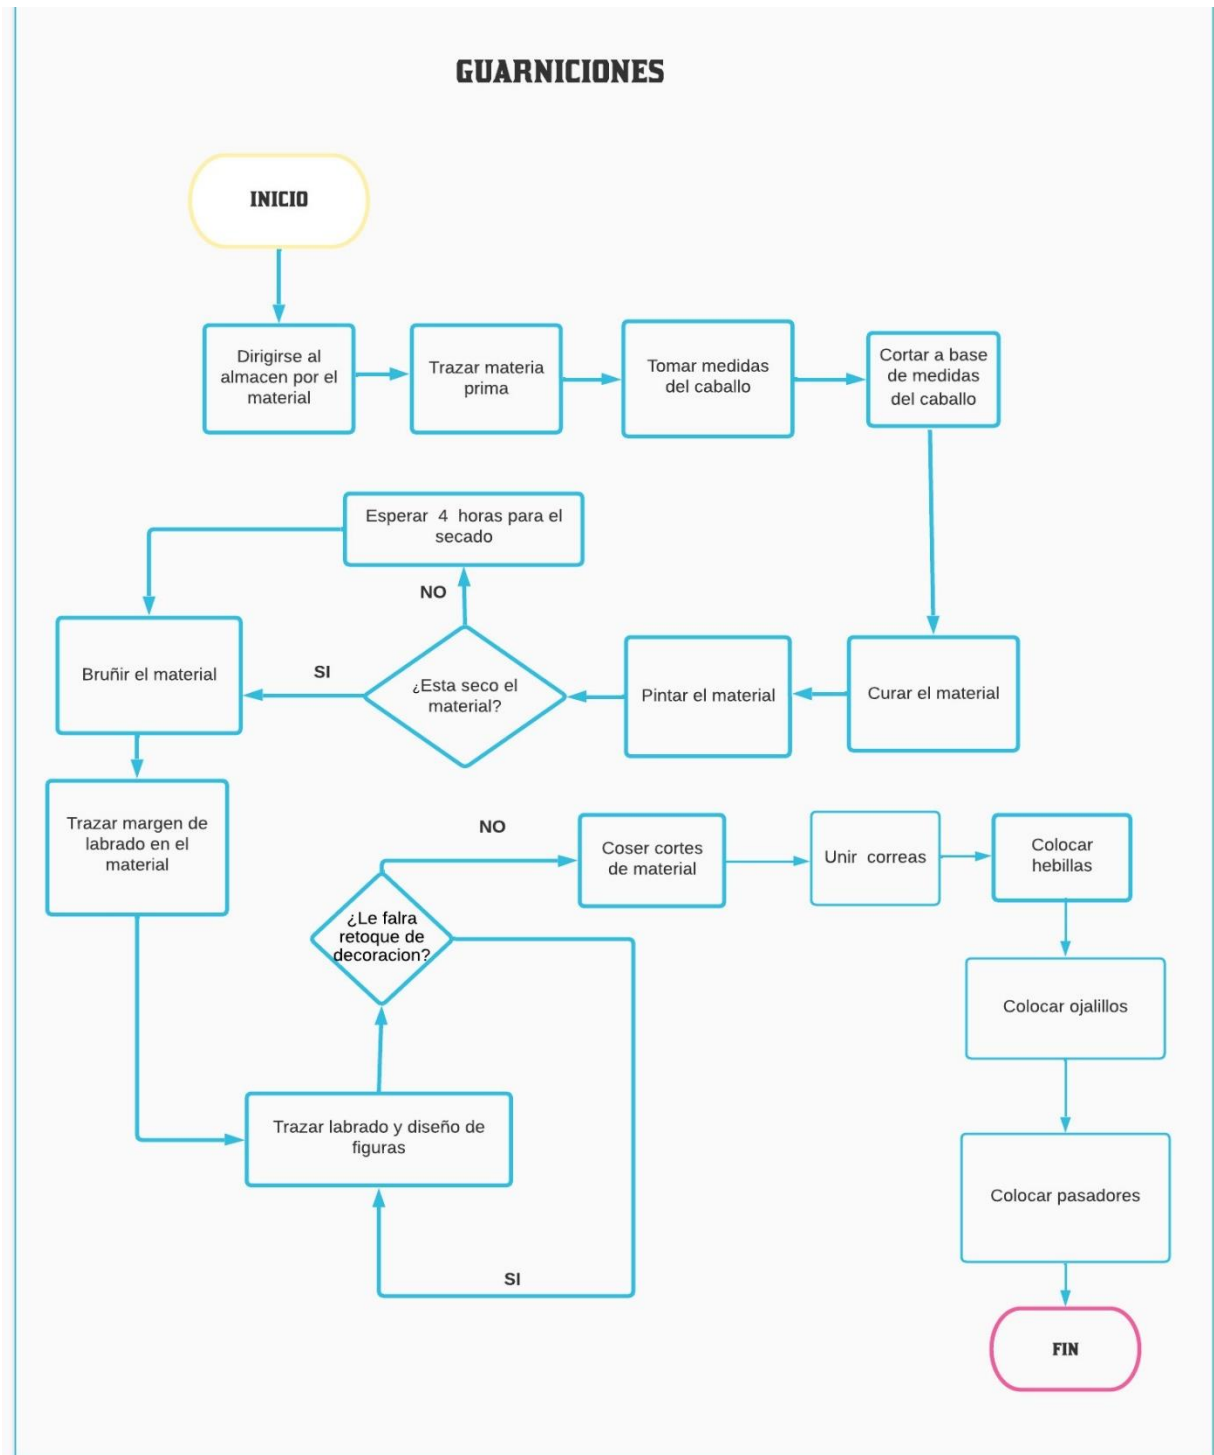 GUARNICIONES
INICIO
Dirigirse al
almacen por el
material
Trazar materia
prima
Tomar medidas
del caballo
Cortar a base
de medidas
del caballo
Esperar 4 horas para el
secado
NO
Bruñir el material
SI
¿Esta seco el
material?
Pintar el material
Curar el material
Trazar margen de
labrado en el
material
NO
Coser cortes
de material
Unir correas
Colocar
hebillas
¿Le falra
retoque de
decoracion?
Colocar ojalillos
Trazar labrado y diseño de
figuras
Colocar pasadores
SI
FIN